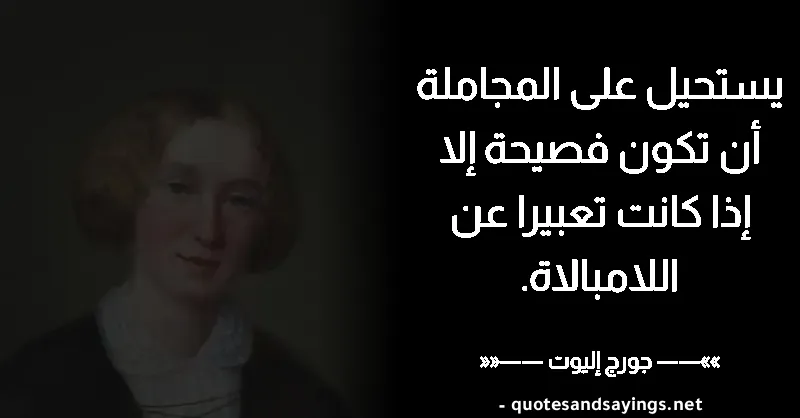 يستحيل على المجاملة
أن تكون فصيحة إلا
إذا كانت تعبيرا عن
اللامبالاة.
»»—— جورج إليوت ——««
- quotesandsayings.net